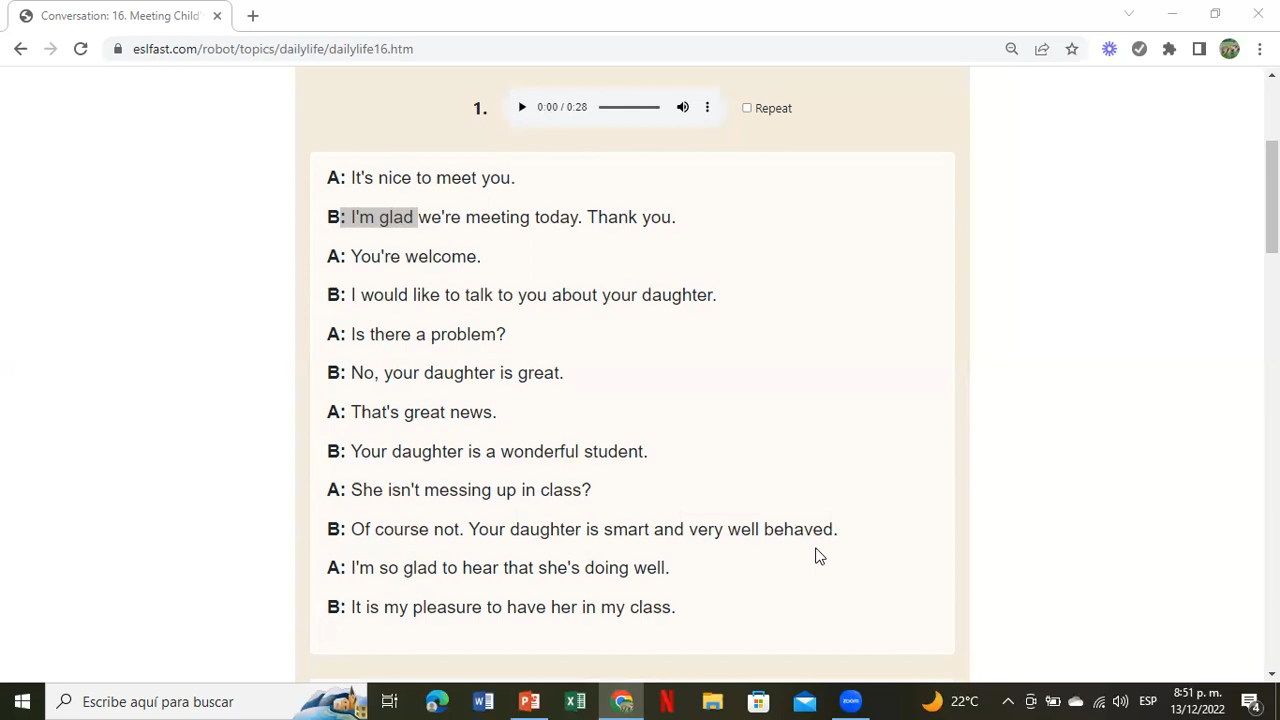 Conversation: 16. Meeting Child'
eslfast.com/robot/topics/dailylife/dailylife16.htm
1. 0:00 / 0:28 Repeat
A: It's nice to meet you.
B: I'm glad we're meeting today. Thank you.
A: You're welcome.
B: I would like to talk to you about your daughter.
A: Is there a problem?
B: No, your daughter is great.
A: That's great news.
B: Your daughter is a wonderful student.
A: She isn't messing up in class?
B: Of course not. Your daughter is smart and very well behaved.
A: I'm so glad to hear that she's doing well.
B: It is my pleasure to have her in my class.
Escribe aquí para buscar
22°C
ESP
8:51 p. m.
13/12/2022
4